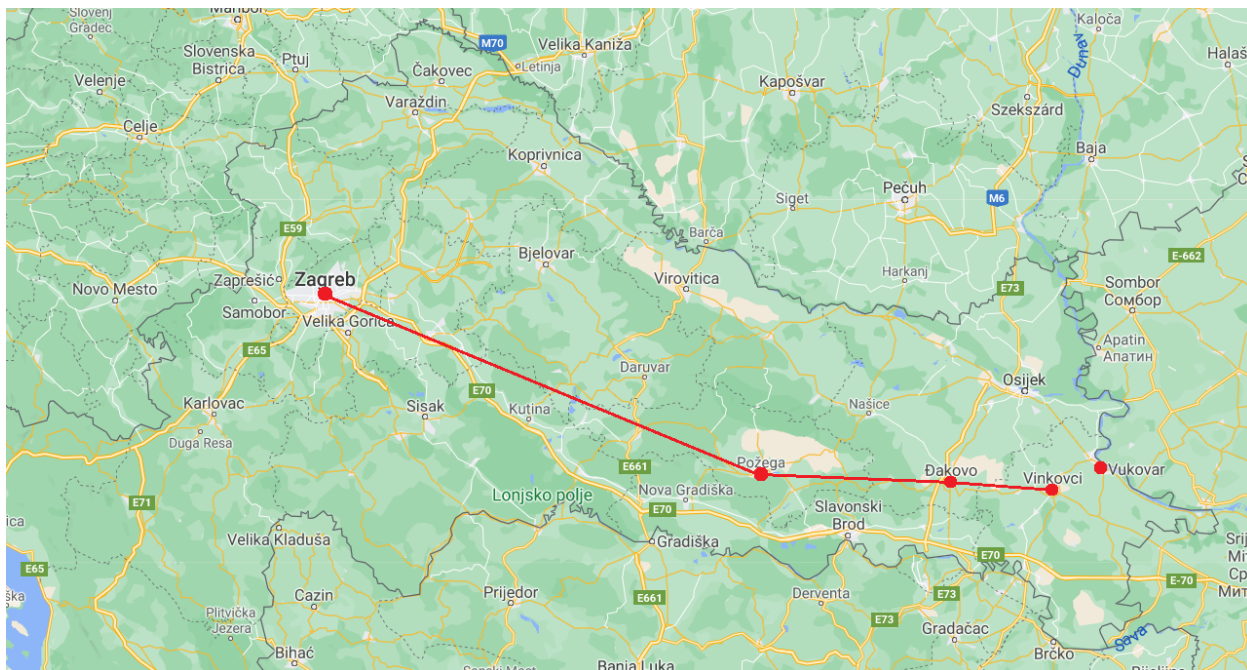 Slovenj
Gradec
Maribor
M70
Velika Kaniža
Letinja
Kaloča
Dunav
Slovenska
Bistrica
Ptuj
Čakovec
Kapošvar
Halaš
Velenje
Varaždin
Szekszárd
Celje
Koprivnica
Baja
Pečuh
M6
Siget
E59
Barča
Bjelovar
E-662
Zaprešić
Zagreb
Virovitica
Harkanj
E73
Sombor
Сомбор
Novo Mesto
Samobor
Velika Gorica
E65
Apatin
Апатин
Daruvar
E70
Osijek
Karlovac
Sisak
Kutina
Našice
Duga Resa
Požega
E661
Đakovo
Vinkovci
Vukovar
E71
Lonjsko polje
Nova Gradiška
E70
Slavonski
Brod
Velika Kladuša
Gradiška
E70
E-70
E65
Cazin
Prijedor
E661
Derventa
E73
Plitvička
Jezera
E73
Gradačac
Sava
Bihać
Banja Luka
Brčko